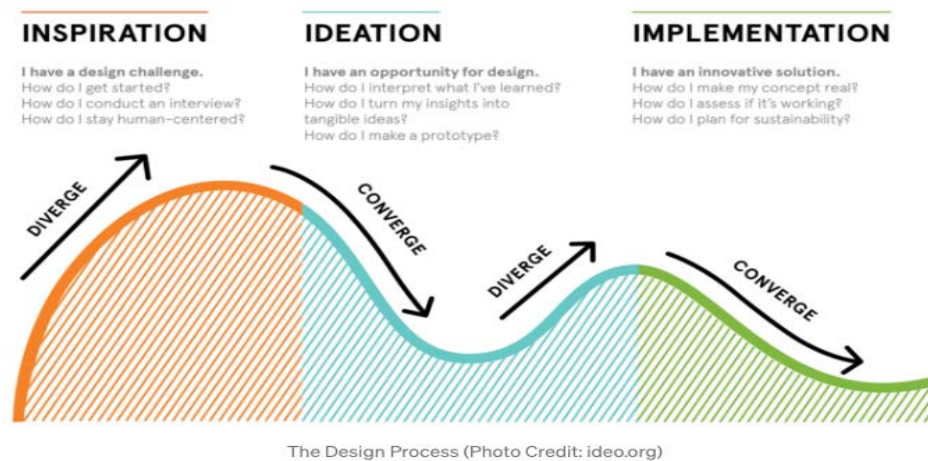 INSPIRATION
I have a design challenge.
How do I get started?
How do I conduct an interview?
How do I stay human-centered?
IDEATION
I have an opportunity for design.
How do I interpret what I've learned?
How do I turn my insights into
tangible ideas?
How do I make a prototype?
IMPLEMENTATION
I have an innovative solution.
How do I make my concept real?
How do I assess if it's working?
How do I plan for sustainability?
DIVERGE
CONVERGE
DIVERGE
CONVERGE
The Design Process (Photo Credit: ideo.org)